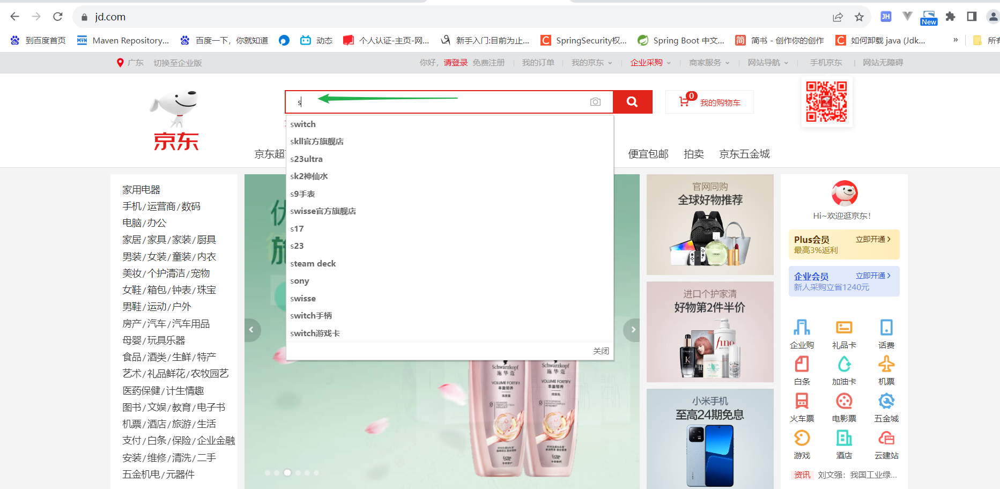 jd.com
New
到百度首页
Maven Repository...
百度一下，你就知道
动态
个人认证-主页-网...
新手入门:目前为止...
SpringSecurity权...
Spring Boot 中文...
简书 - 创作你的创作
如何卸载 java (Jdk...
»
所有
广东 切换至企业版
你好，请登录 免费注册
我的订单
我的京东
企业采购
商家服务
网站导航
手机京东
网站无障碍
京东
s
0
我的购物车
switch
skll官方旗舰店
s23ultra
sk2神仙水
s9手表
swisse官方旗舰店
s17
s23
steam deck
sony
swisse
switch手柄
switch游戏卡
关闭
京东超
便宜包邮
拍卖
京东五金城
家用电器
手机/运营商/数码
电脑/办公
家居/家具/家装/厨具
男装/女装/童装/内衣
美妆/个护清洁/宠物
女鞋/箱包/钟表/珠宝
男鞋/运动/户外
房产/汽车/汽车用品
母婴/玩具乐器
食品/酒类/生鲜/特产
艺术/礼品鲜花/农牧园艺
医药保健/计生情趣
图书/文娱/教育/电子书
机票/酒店/旅游/生活
支付/白条/保险/企业金融
安装/维修/清洗/二手
五金机电/元器件
优
施
Schwarzkopf
施华蔻
VOLUME FORTIFY
丰盈韧养
Schwarzkopf
施华蔻
VOLUME FORTIFY
丰盈韧养
官网同购
全球好物推荐
进口个护家清
好物第2件半价
fino
K
小米手机
至高24期免息
Hi~欢迎逛京东！
Plus会员
立即开通 >
最高3%返利
企业会员
立即开通 >
新人采购立省1240元
企业购
礼品卡
话费
白条
加油卡
机票
火车票
电影票
五金城
游戏
酒店
云建站
资讯
刘文强：我国工业绿...